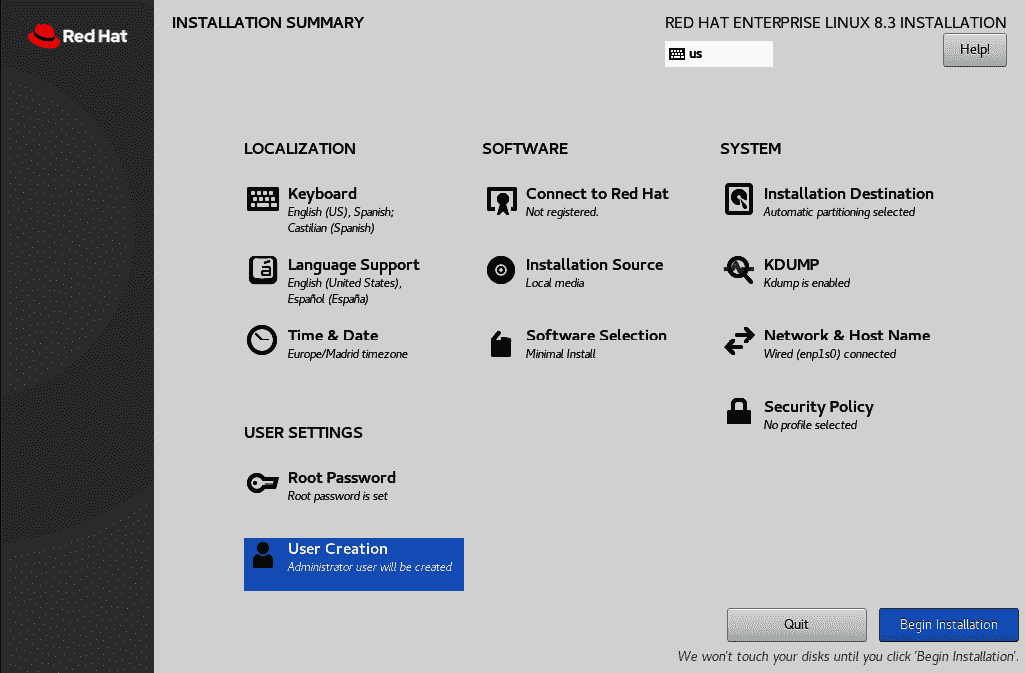 Red Hat
INSTALLATION SUMMARY
RED HAT ENTERPRISE LINUX 8.3 INSTALLATION
us
Help!
LOCALIZATION
Keyboard
English (US), Spanish;
Castilian (Spanish)
Language Support
English (United States),
Español (España)
Time & Date
Europe/Madrid timezone
SOFTWARE
Connect to Red Hat
Not registered.
Installation Source
Local media
Software Selection
Minimal Install
SYSTEM
Installation Destination
Automatic partitioning selected
KDUMP
Kdump is enabled
Network & Host Name
Wired (enp1s0) connected
Security Policy
No profile selected
USER SETTINGS
Root Password
Root password is set
User Creation
Administrator user will be created
Quit
Begin Installation
We won't touch your disks until you click 'Begin Installation'.